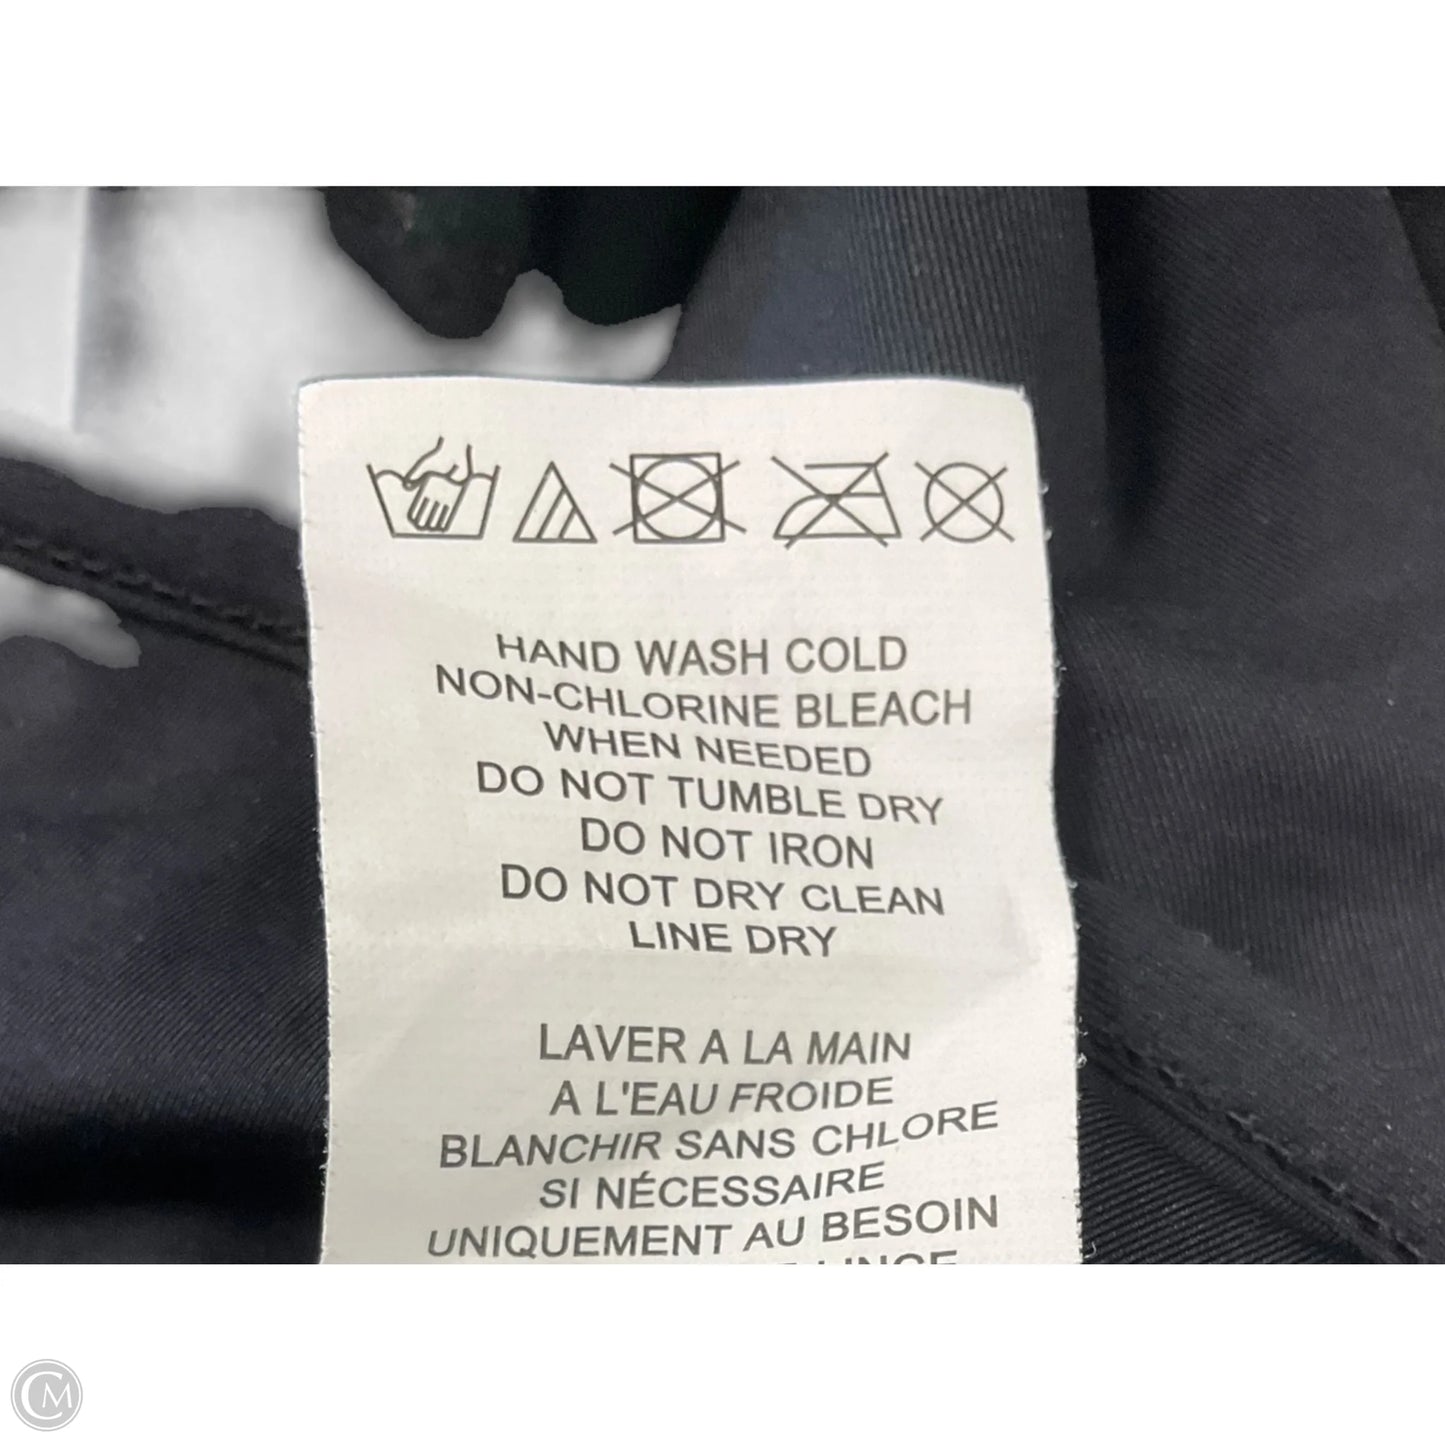 HAND WASH COLD
NON-CHLORINE BLEACH
WHEN NEEDED
DO NOT TUMBLE DRY
DO NOT IRON
DO NOT DRY CLEAN
LINE DRY
LAVER A LA MAIN
A L'EAU FROIDE
BLANCHIR SANS CHLORE
SI NÉCESSAIRE
UNIQUEMENT AU BESOIN
CM